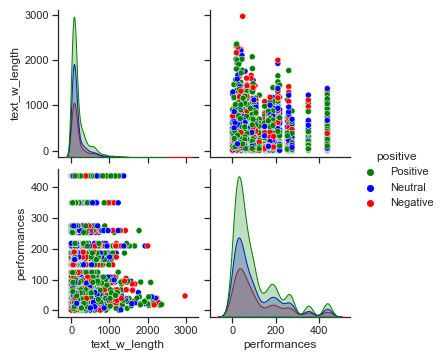 3000
2000
1000
0
text_w_length
positive
Positive
Neutral
Negative
400
300
200
100
0
performances
0 1000 2000 3000
text_w_length
0 200 400
performances